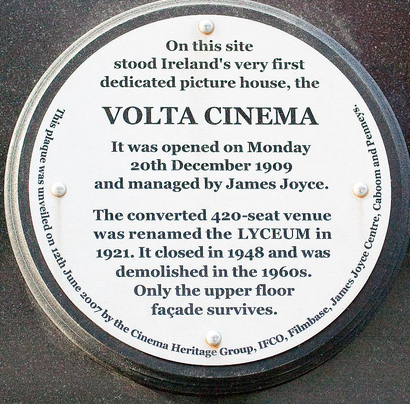 On this site
stood Ireland's very first
dedicated picture house, the
VOLTA CINEMA
It was opened on Monday
20th December 1909
and managed by James Joyce.
The converted 420-seat venue
was renamed the LYCEUM in
1921. It closed in 1948 and was
demolished in the 1960s.
Only the upper floor
façade survives.
This plaque was unveiled on 12th June 2007 by the Cinema Heritage Group, IFCO, Filmbase, James Joyce Centre, Caboom and Penneys.